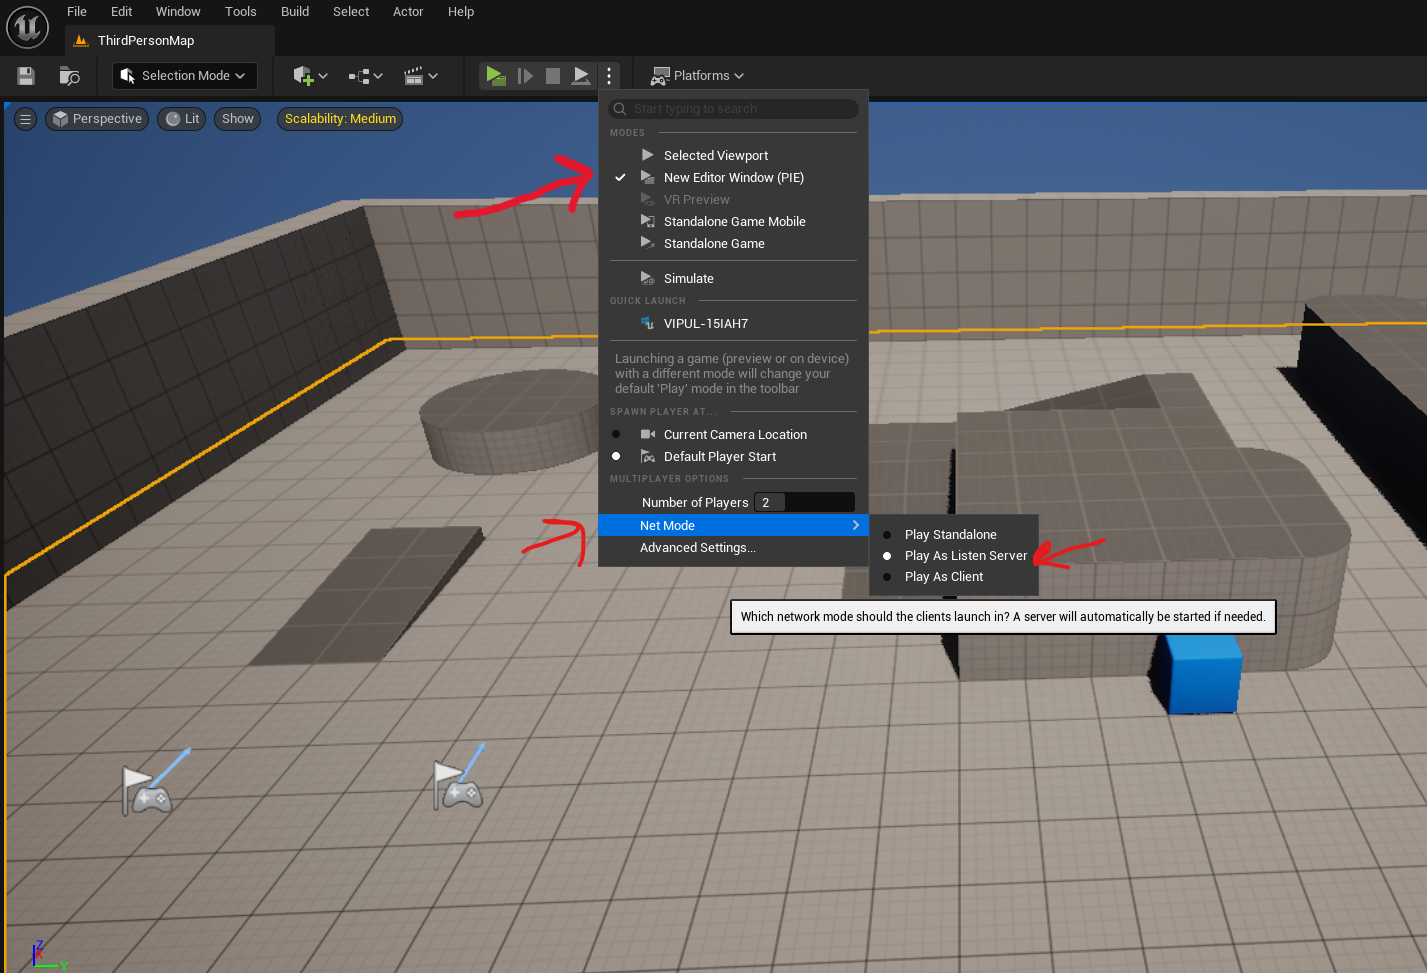 File Edit Window Tools Build Select Actor Help
ThirdPersonMap
Selection Mode
Platforms
Perspective Lit Show Scalability: Medium
Start typing to search
MODES
Selected Viewport
New Editor Window (PIE)
VR Preview
Standalone Game Mobile
Standalone Game
Simulate
QUICK LAUNCH
VIPUL-15IAH7
Launching a game (preview or on device)
with a different mode will change your
default 'Play' mode in the toolbar
SPAWN PLAYER AT...
Current Camera Location
Default Player Start
MULTIPLAYER OPTIONS
Number of Players 2
Net Mode
Advanced Settings...
Play Standalone
Play As Listen Server
Play As Client
Which network mode should the clients launch in? A server will automatically be started if needed.
Z
X
Y